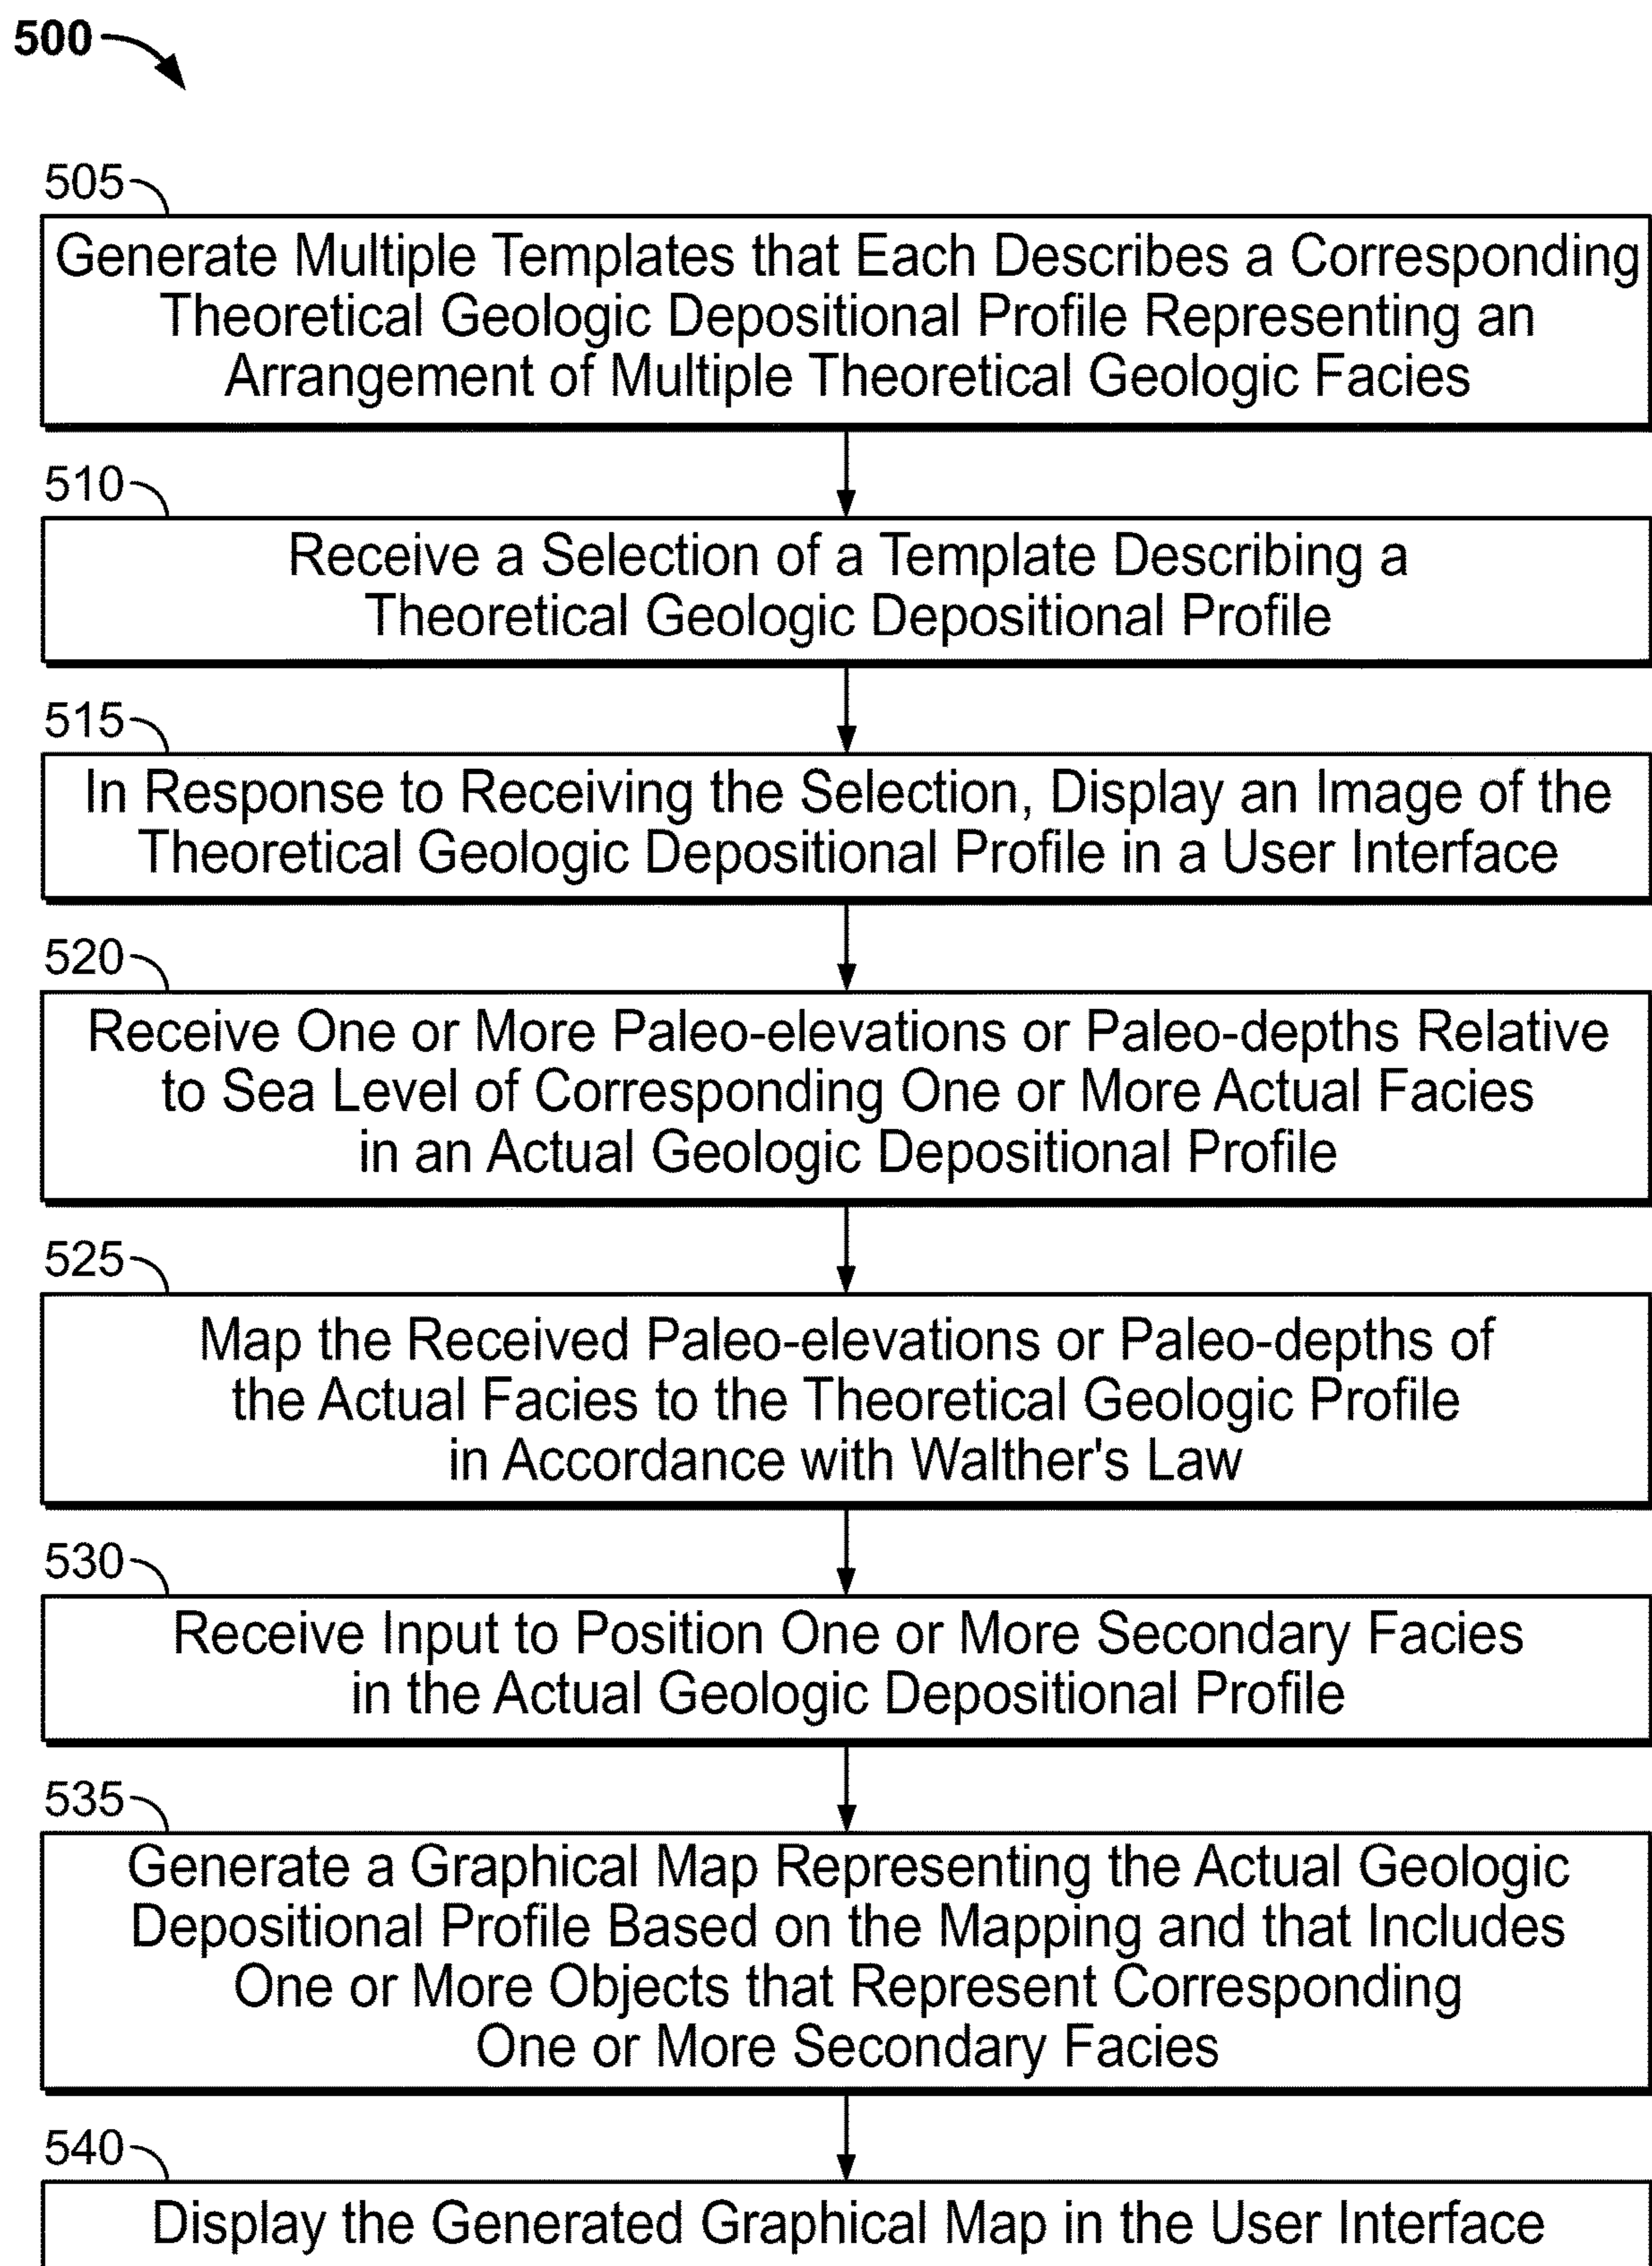 500
505
Generate Multiple Templates that Each Describes a Corresponding
Theoretical Geologic Depositional Profile Representing an
Arrangement of Multiple Theoretical Geologic Facies
510
Receive a Selection of a Template Describing a
Theoretical Geologic Depositional Profile
515
In Response to Receiving the Selection, Display an Image of the
Theoretical Geologic Depositional Profile in a User Interface
520
Receive One or More Paleo-elevations or Paleo-depths Relative
to Sea Level of Corresponding One or More Actual Facies
in an Actual Geologic Depositional Profile
525
Map the Received Paleo-elevations or Paleo-depths of
the Actual Facies to the Theoretical Geologic Profile
in Accordance with Walther's Law
530
Receive Input to Position One or More Secondary Facies
in the Actual Geologic Depositional Profile
535
Generate a Graphical Map Representing the Actual Geologic
Depositional Profile Based on the Mapping and that Includes
One or More Objects that Represent Corresponding
One or More Secondary Facies
540
Display the Generated Graphical Map in the User Interface